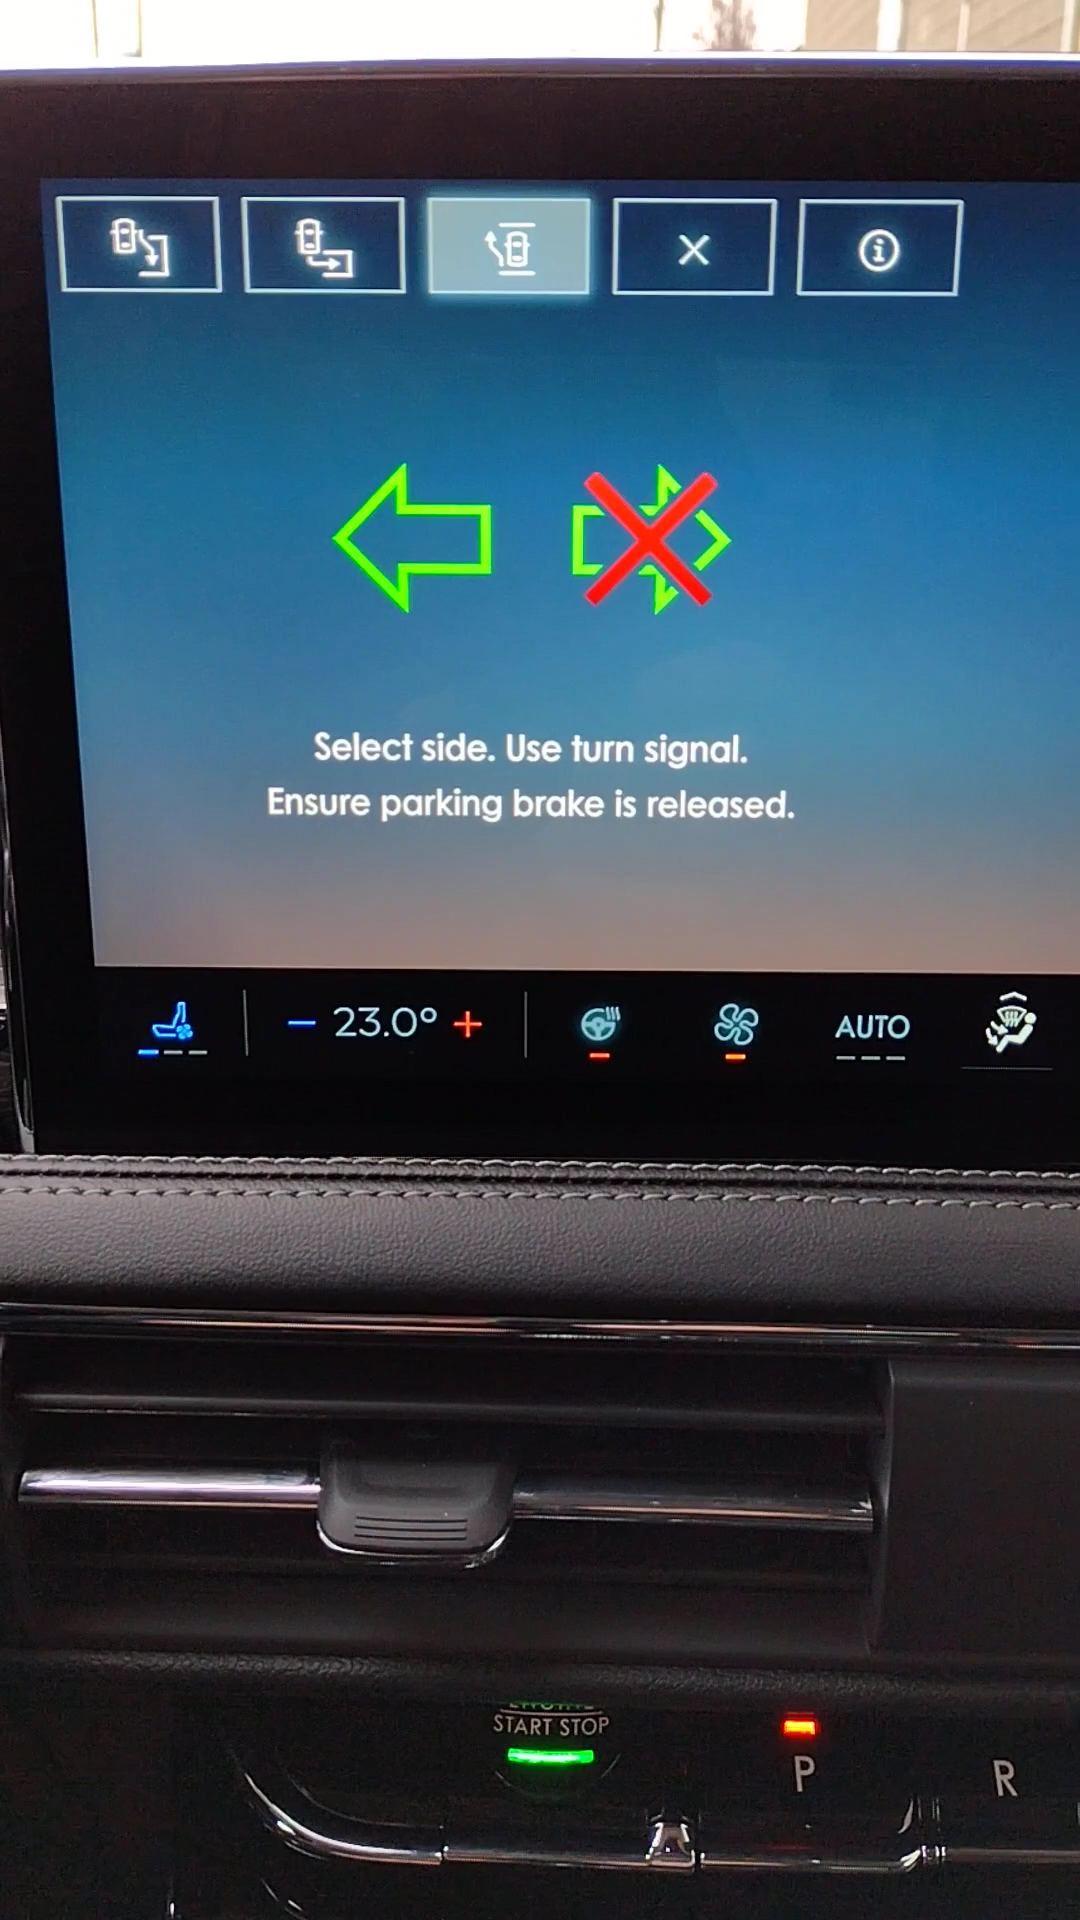 Select side. Use turn signal.
Ensure parking brake is released.
23.0°
AUTO
START STOP
P
R